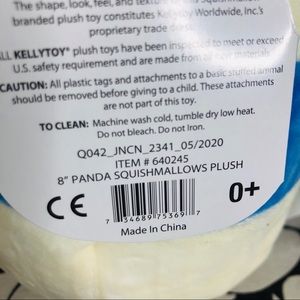 The shape, look, feel, and texture
branded plush toy constitutes Kellytoy Worldwide, Inc.'s
proprietary trade dress.
ALL KELLYTOY® plush toys have been inspected to meet or exceed
U.S. safety requirement and are made from all new materials.
CAUTION: All plastic tags and attachments to a basic stuffed animal
should be removed before giving to a child. These attachments
are not part of this toy.
TO CLEAN: Machine wash cold, tumble dry low heat.
Do not bleach. Do not Iron.
Q042_JNCN_2341_05/2020
ITEM # 640245
8" PANDA SQUISHMALLOWS PLUSH
CE
0+
7 34689 75369 7
Made in China